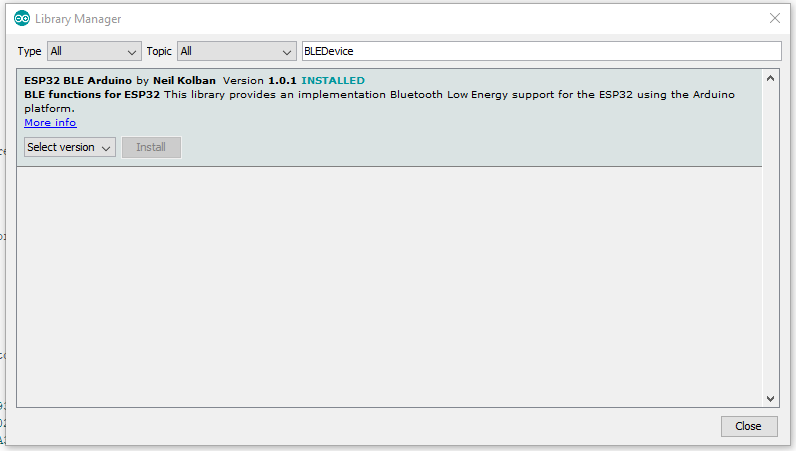 Library Manager
Type All Topic All BLEDevice
ESP32 BLE Arduino by Neil Kolban Version 1.0.1 INSTALLED
BLE functions for ESP32 This library provides an implementation Bluetooth Low Energy support for the ESP32 using the Arduino
platform.
More info
Select version Install
Close